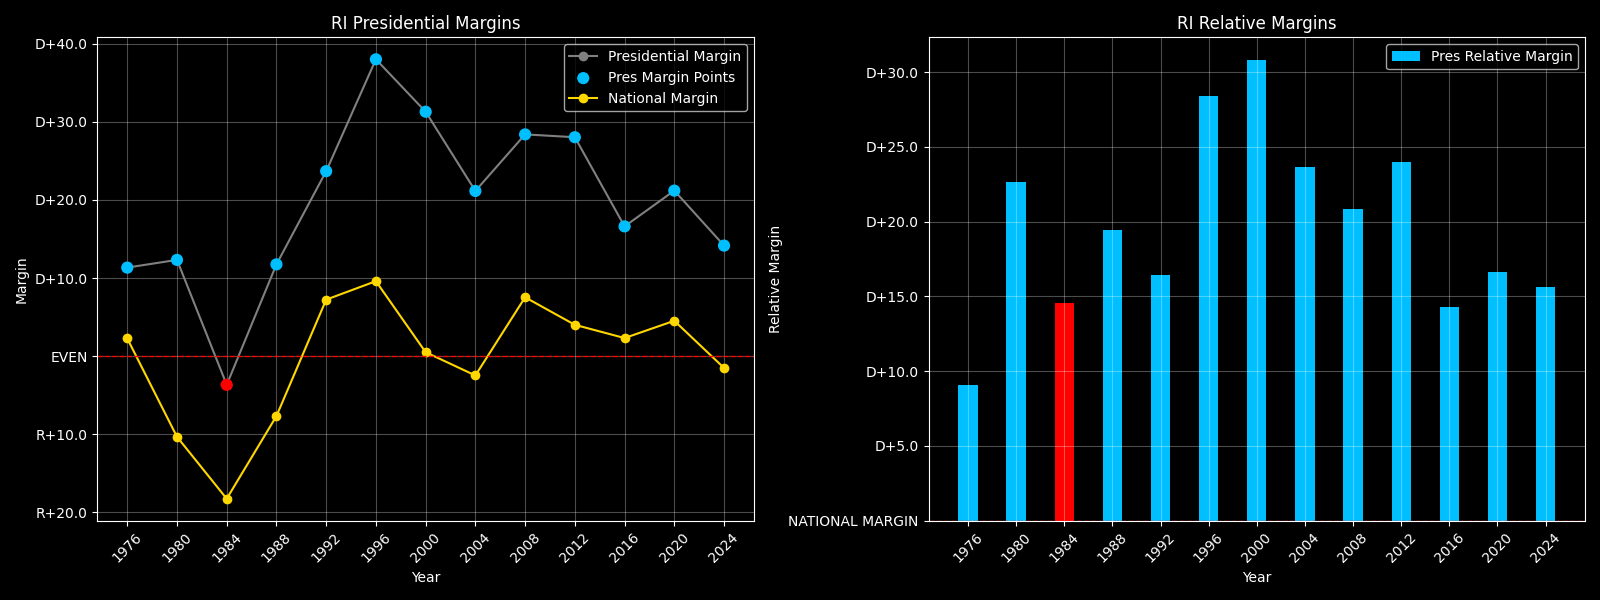 RI Presidential Margins
Presidential Margin
Pres Margin Points
National Margin
Margin
D+40.0
D+30.0
D+20.0
D+10.0
EVEN
R+10.0
R+20.0
1976
1980
1984
1988
1992
1996
2000
2004
2008
2012
2016
2020
2024
Year
RI Relative Margins
Pres Relative Margin
Relative Margin
D+30.0
D+25.0
D+20.0
D+15.0
D+10.0
D+5.0
NATIONAL MARGIN
1976
1980
1984
1988
1992
1996
2000
2004
2008
2012
2016
2020
2024
Year